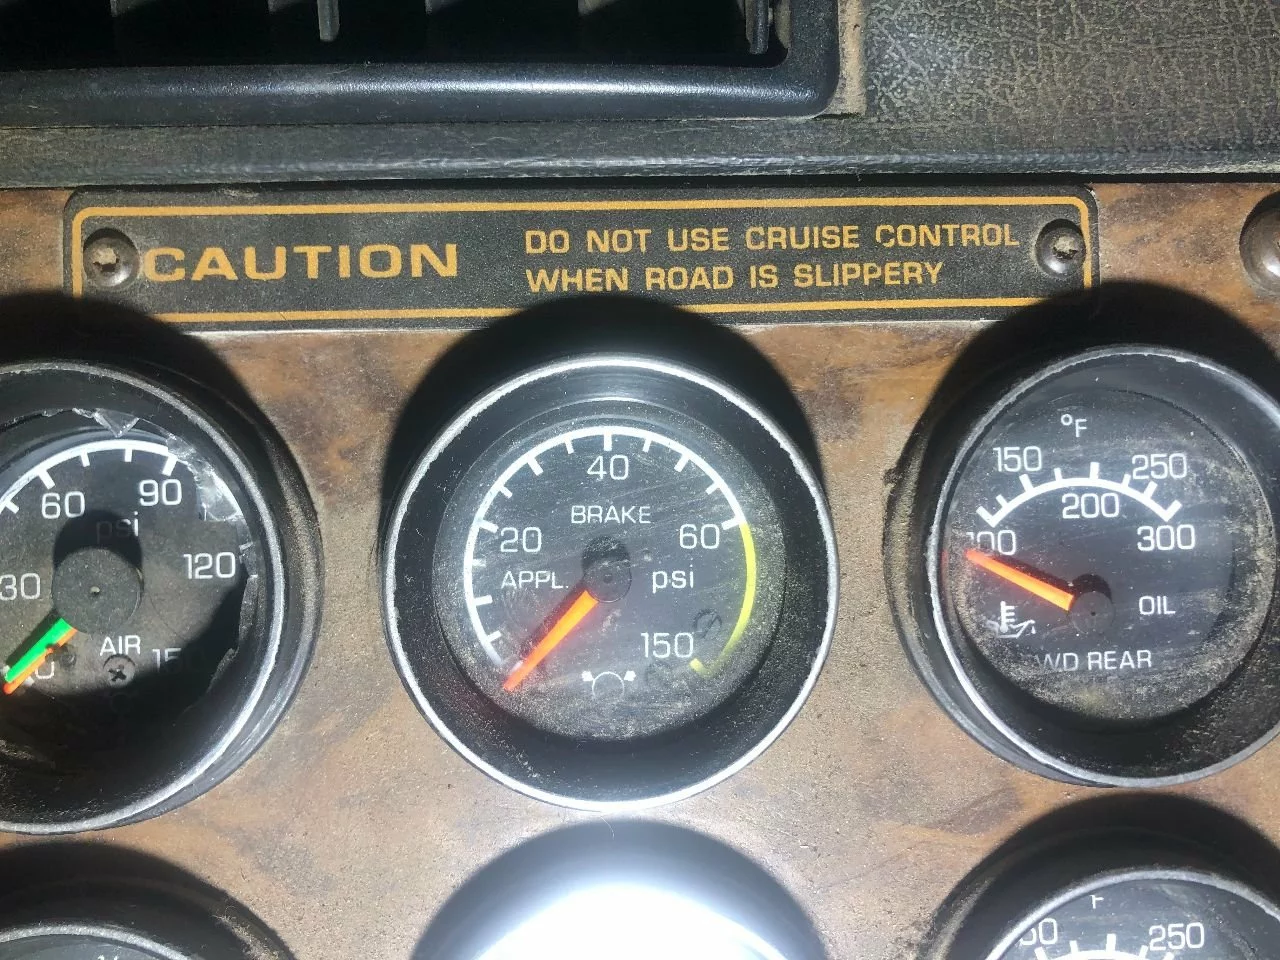 CAUTION
DO NOT USE CRUISE CONTROL
WHEN ROAD IS SLIPPERY
30
60
90
120
psi
AIR
20
40
60
150
BRAKE
APPL.
psi
°F
100
150
200
250
300
OIL
WD REAR
250